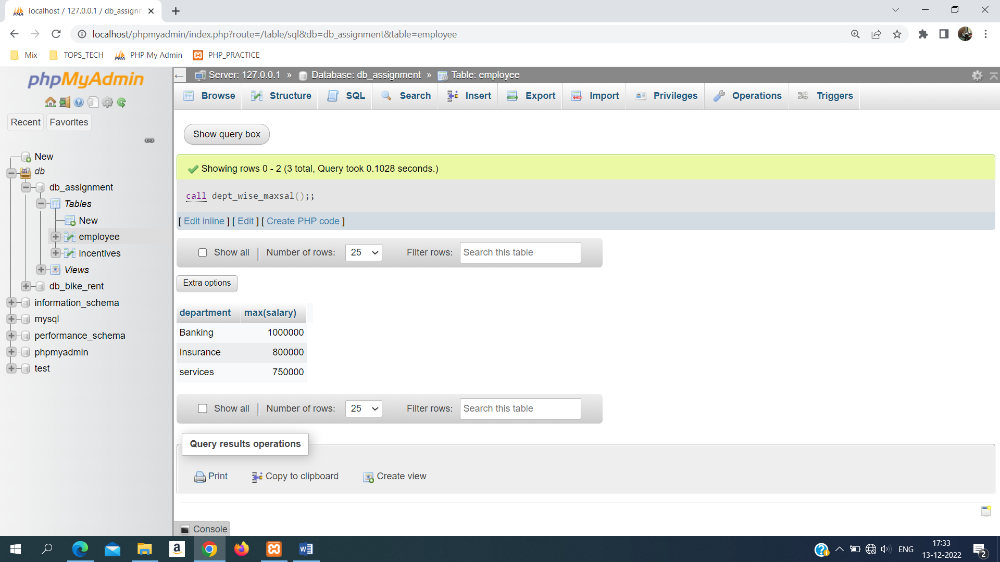 localhost / 127.0.0.1 / db_assignm
localhost/phpmyadmin/index.php?route=/table/sql&db=db_assignment&table=employee
Mix TOPS_TECH PMA PHP My Admin PHP_PRACTICE
phpMyAdmin
Recent Favorites
New
db
db_assignment
Tables
New
employee
incentives
Views
db_bike_rent
information_schema
mysql
performance_schema
phpmyadmin
test
← Server: 127.0.0.1 » Database: db_assignment » Table: employee
Browse Structure SQL Search Insert Export Import Privileges Operations Triggers
Show query box
Showing rows 0 - 2 (3 total, Query took 0.1028 seconds.)
call dept_wise_maxsal();;
[ Edit inline ] [ Edit ] [ Create PHP code ]
Show all | Number of rows: 25 Filter rows: Search this table
Extra options
department max(salary)
Banking 1000000
Insurance 800000
services 750000
Show all | Number of rows: 25 Filter rows: Search this table
Query results operations
Print Copy to clipboard Create view
Console
ENG 17:33
13-12-2022 2